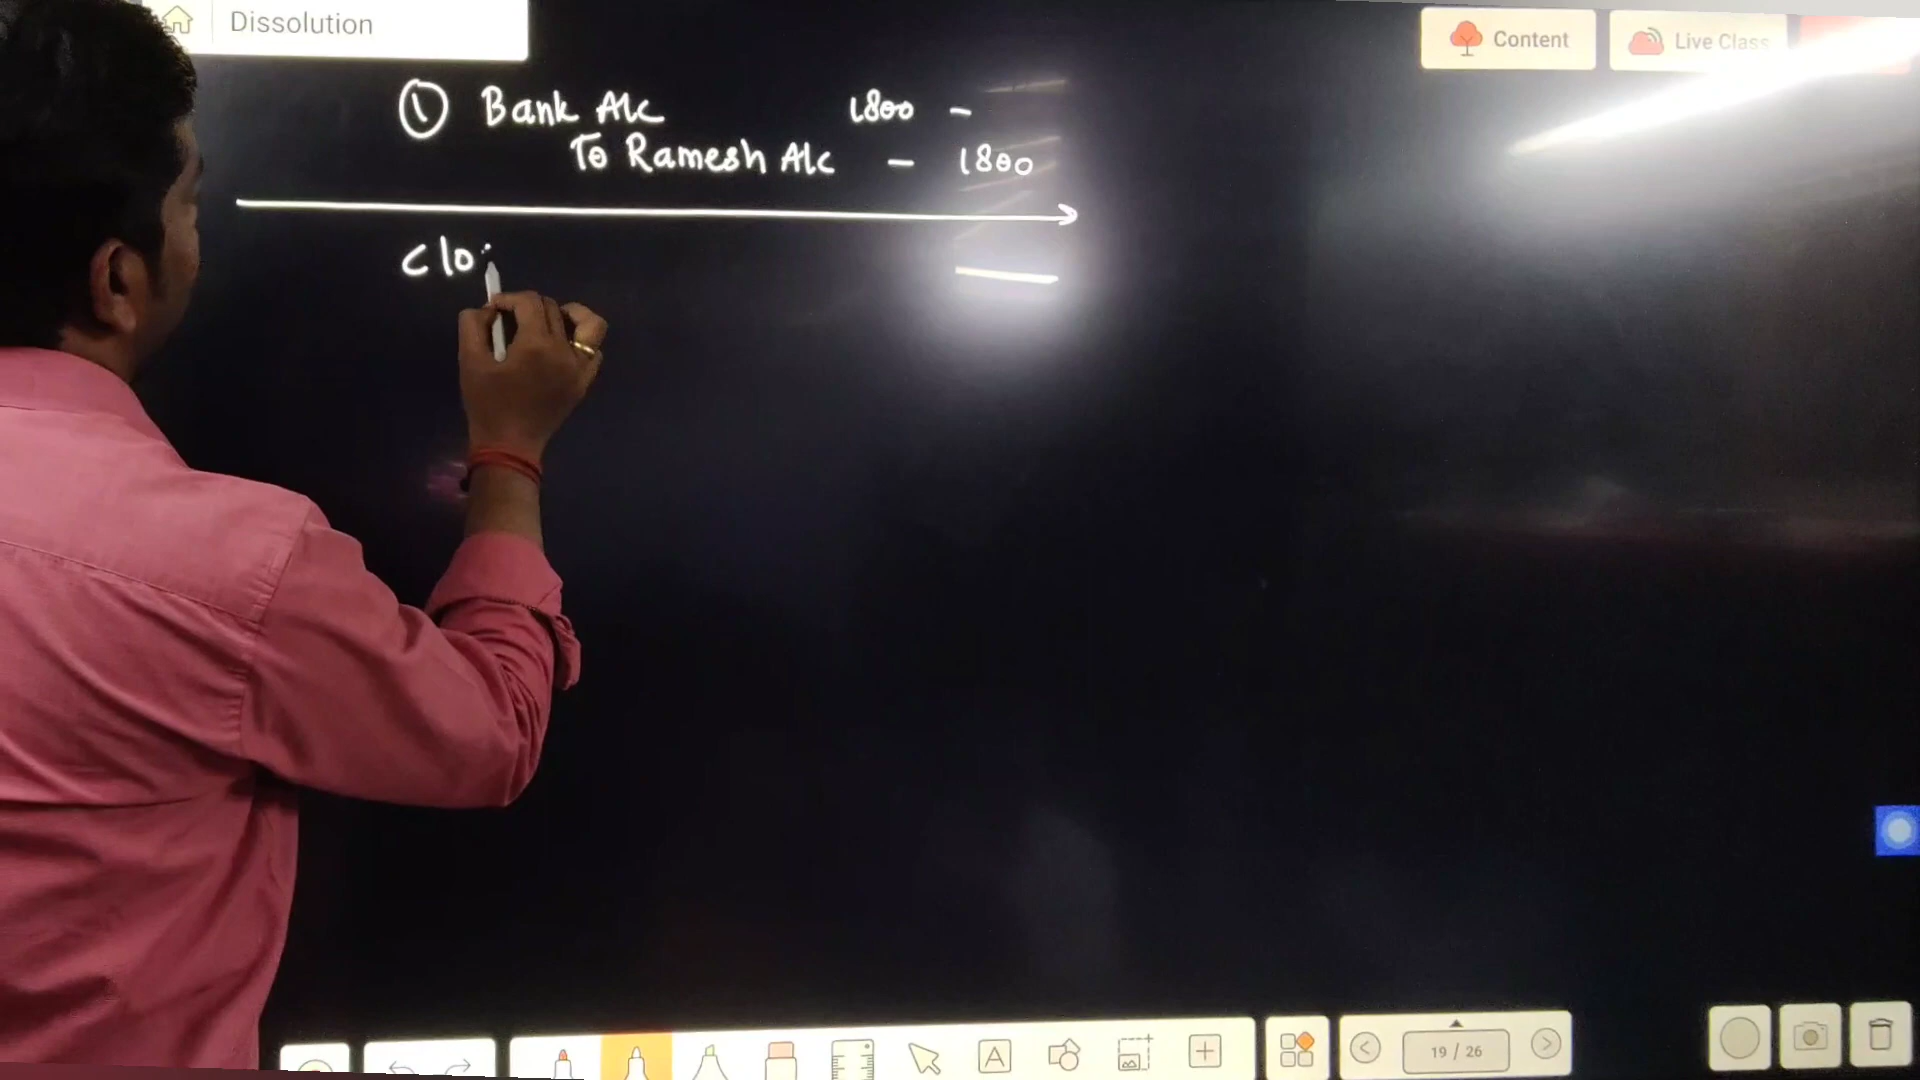 Dissolution
Content
Live Class
① Bank A/c 1800 -
To Ramesh A/c - 1800
Clo
19 / 26